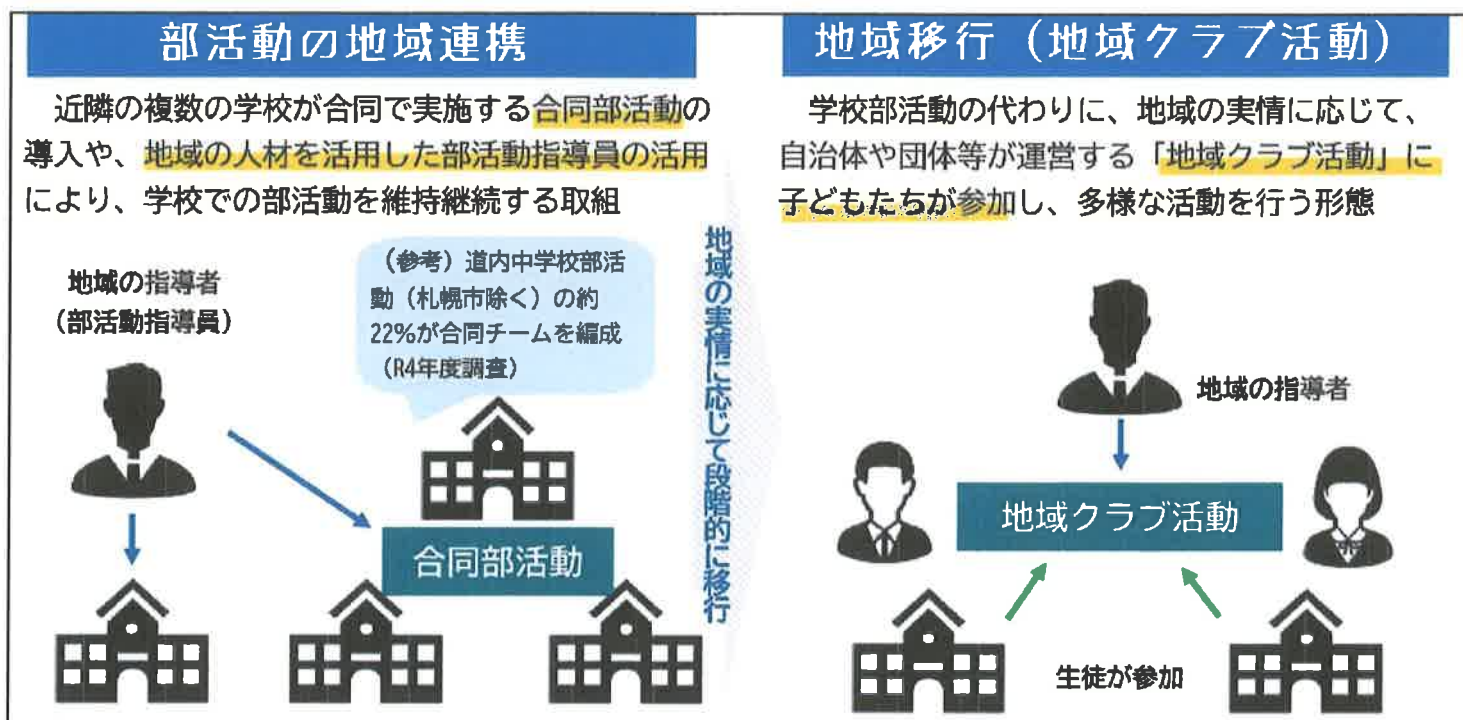 部活動の地域連携
近隣の複数の学校が合同で実施する合同部活動の
導入や、地域の人材を活用した部活動指導員の活用
により、学校での部活動を維持継続する取組
地域の指導者
（部活動指導員）
（参考）道内中学校部活
動（札幌市除く）の約
22%が合同チームを編成
（R4年度調査）
合同部活動
地域の実情に応じて段階的に移行
地域移行（地域クラブ活動）
学校部活動の代わりに、地域の実情に応じて、
自治体や団体等が運営する「地域クラブ活動」に
子どもたちが参加し、多様な活動を行う形態
地域の指導者
地域クラブ活動
生徒が参加